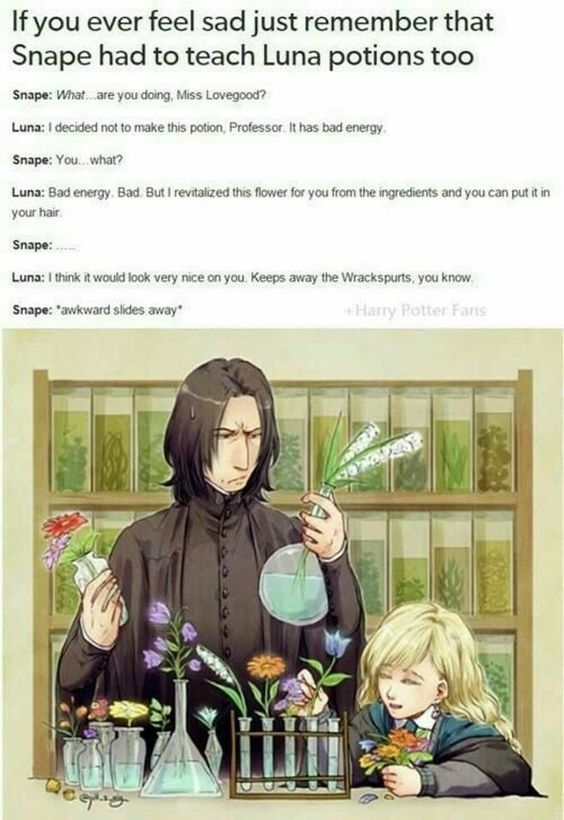 If you ever feel sad just remember that
Snape had to teach Luna potions too
Snape: What...are you doing, Miss Lovegood?
Luna: I decided not to make this potion, Professor. It has bad energy.
Snape: You...what?
Luna: Bad energy. Bad. But I revitalized this flower for you from the ingredients and you can put it in
your hair.
Snape: ......
Luna: I think it would look very nice on you. Keeps away the Wrackspurts, you know.
Snape: *awkward slides away*
+Harry Potter Fans